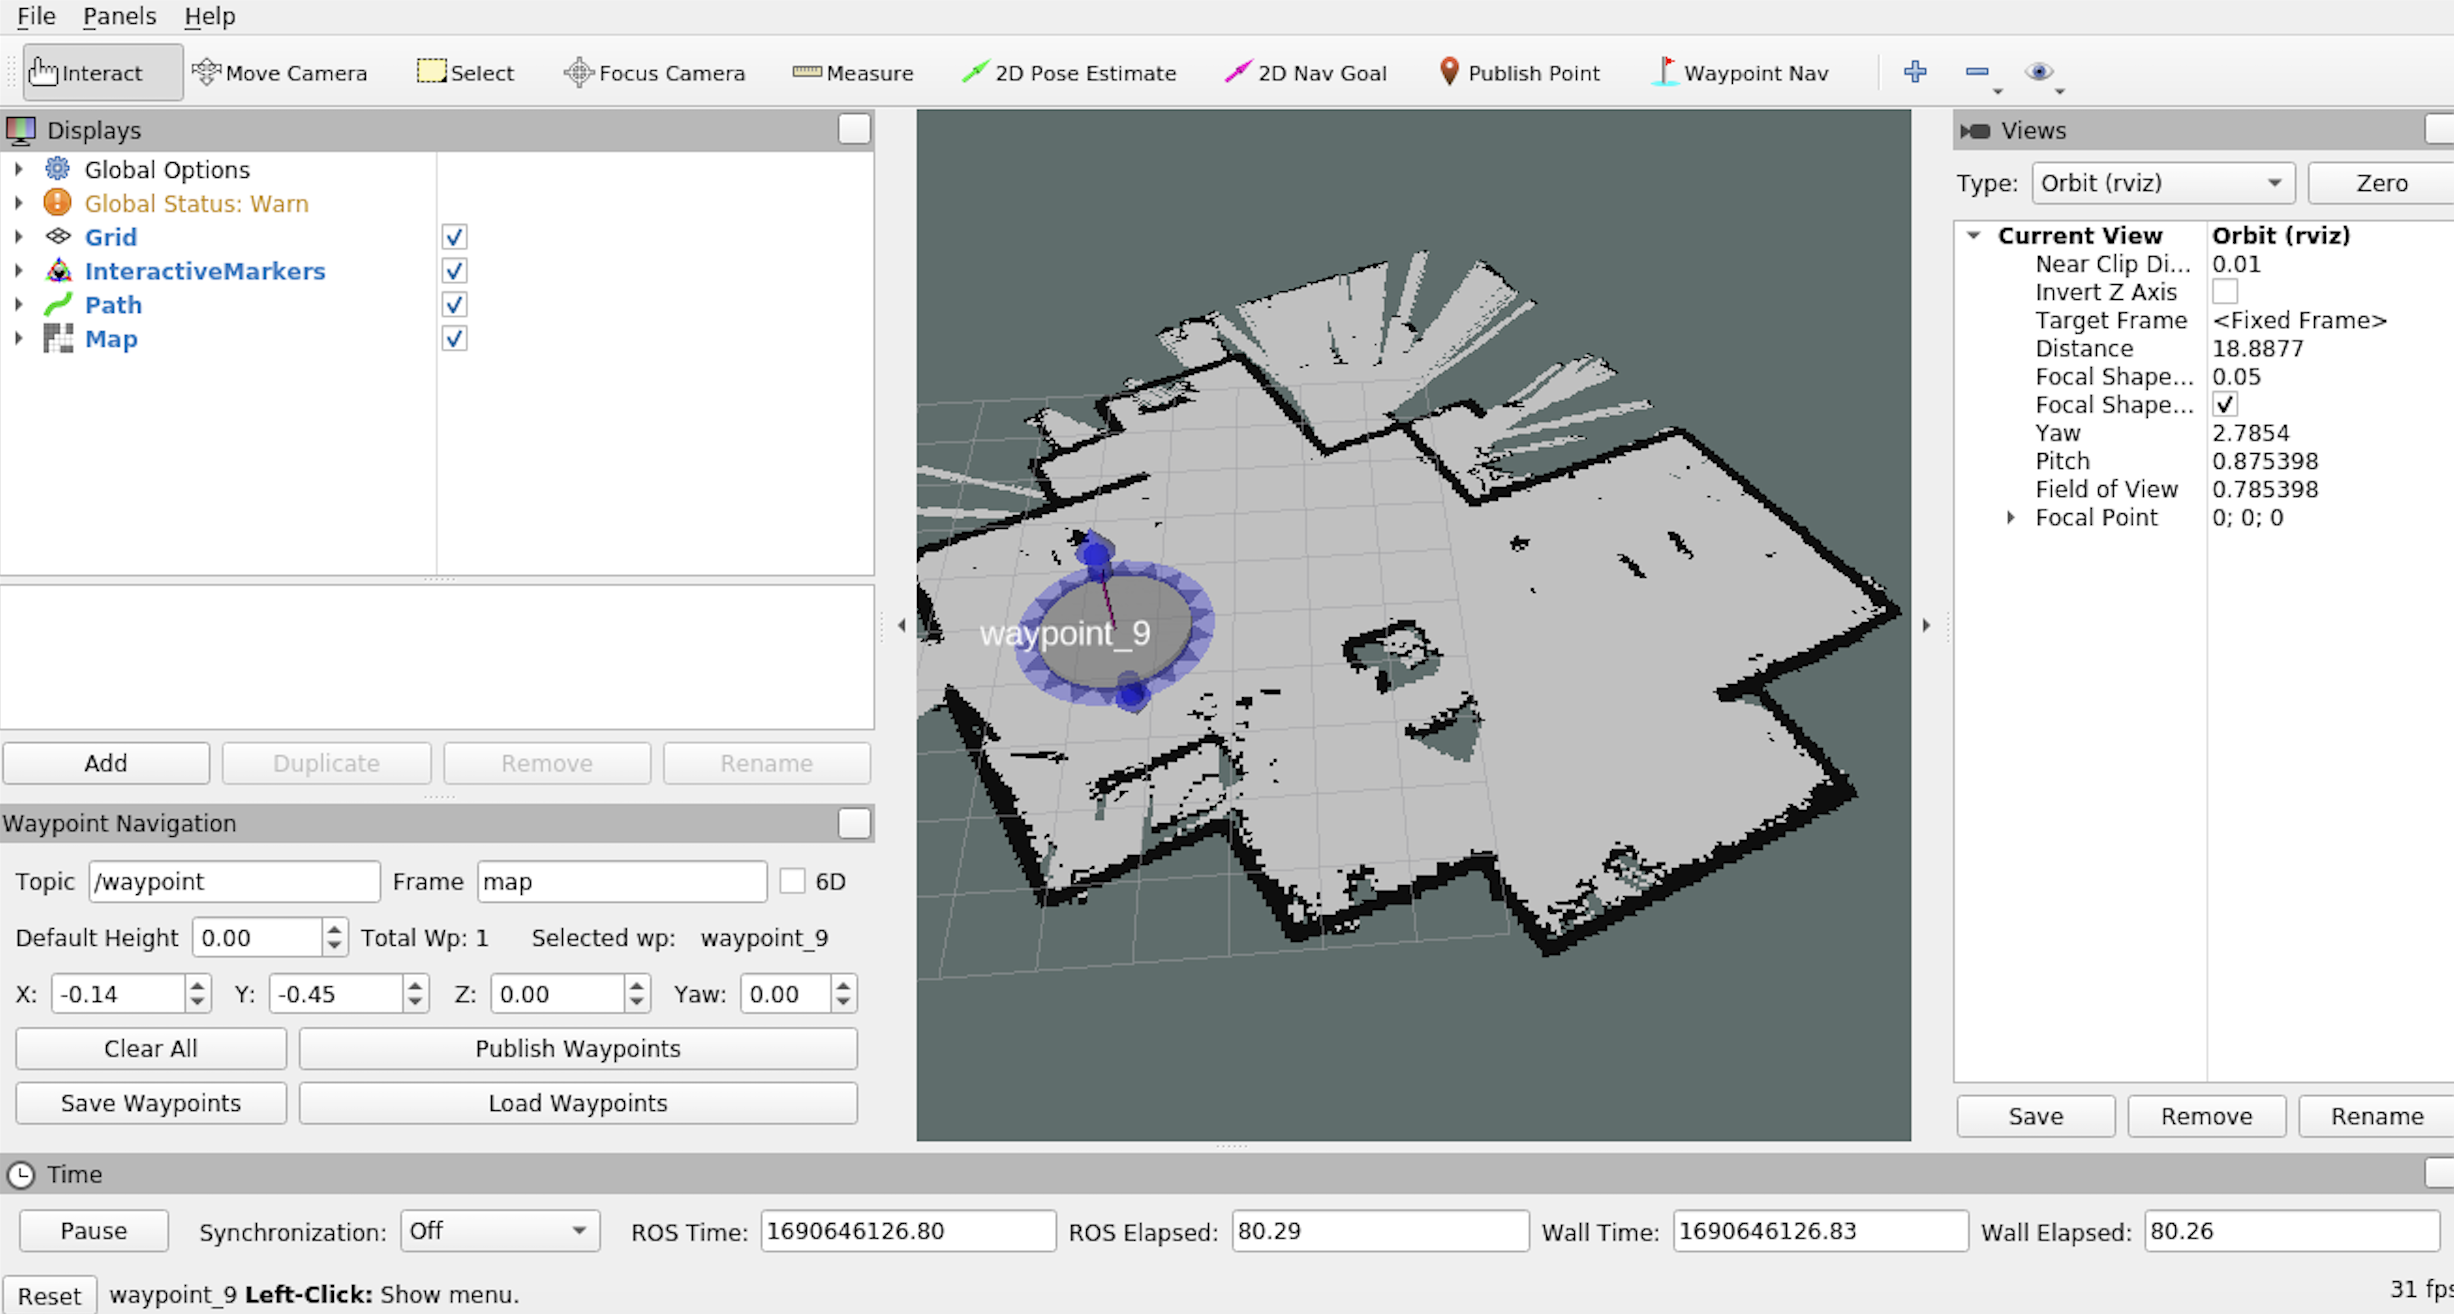 File Panels Help
Interact Move Camera Select Focus Camera Measure 2D Pose Estimate 2D Nav Goal Publish Point Waypoint Nav
Displays
Global Options
Global Status: Warn
Grid
InteractiveMarkers
Path
Map
Add Duplicate Remove Rename
Waypoint Navigation
Topic /waypoint Frame map 6D
Default Height 0.00 Total Wp: 1 Selected wp: waypoint_9
X: -0.14 Y: -0.45 Z: 0.00 Yaw: 0.00
Clear All Publish Waypoints
Save Waypoints Load Waypoints
waypoint_9
Views
Type: Orbit (rviz) Zero
Current View Orbit (rviz)
Near Clip Di... 0.01
Invert Z Axis
Target Frame <Fixed Frame>
Distance 18.8877
Focal Shape... 0.05
Focal Shape...
Yaw 2.7854
Pitch 0.875398
Field of View 0.785398
Focal Point 0; 0; 0
Save Remove Rename
Time
Pause Synchronization: Off ROS Time: 1690646126.80 ROS Elapsed: 80.29 Wall Time: 1690646126.83 Wall Elapsed: 80.26
Reset waypoint_9 Left-Click: Show menu. 31 fps